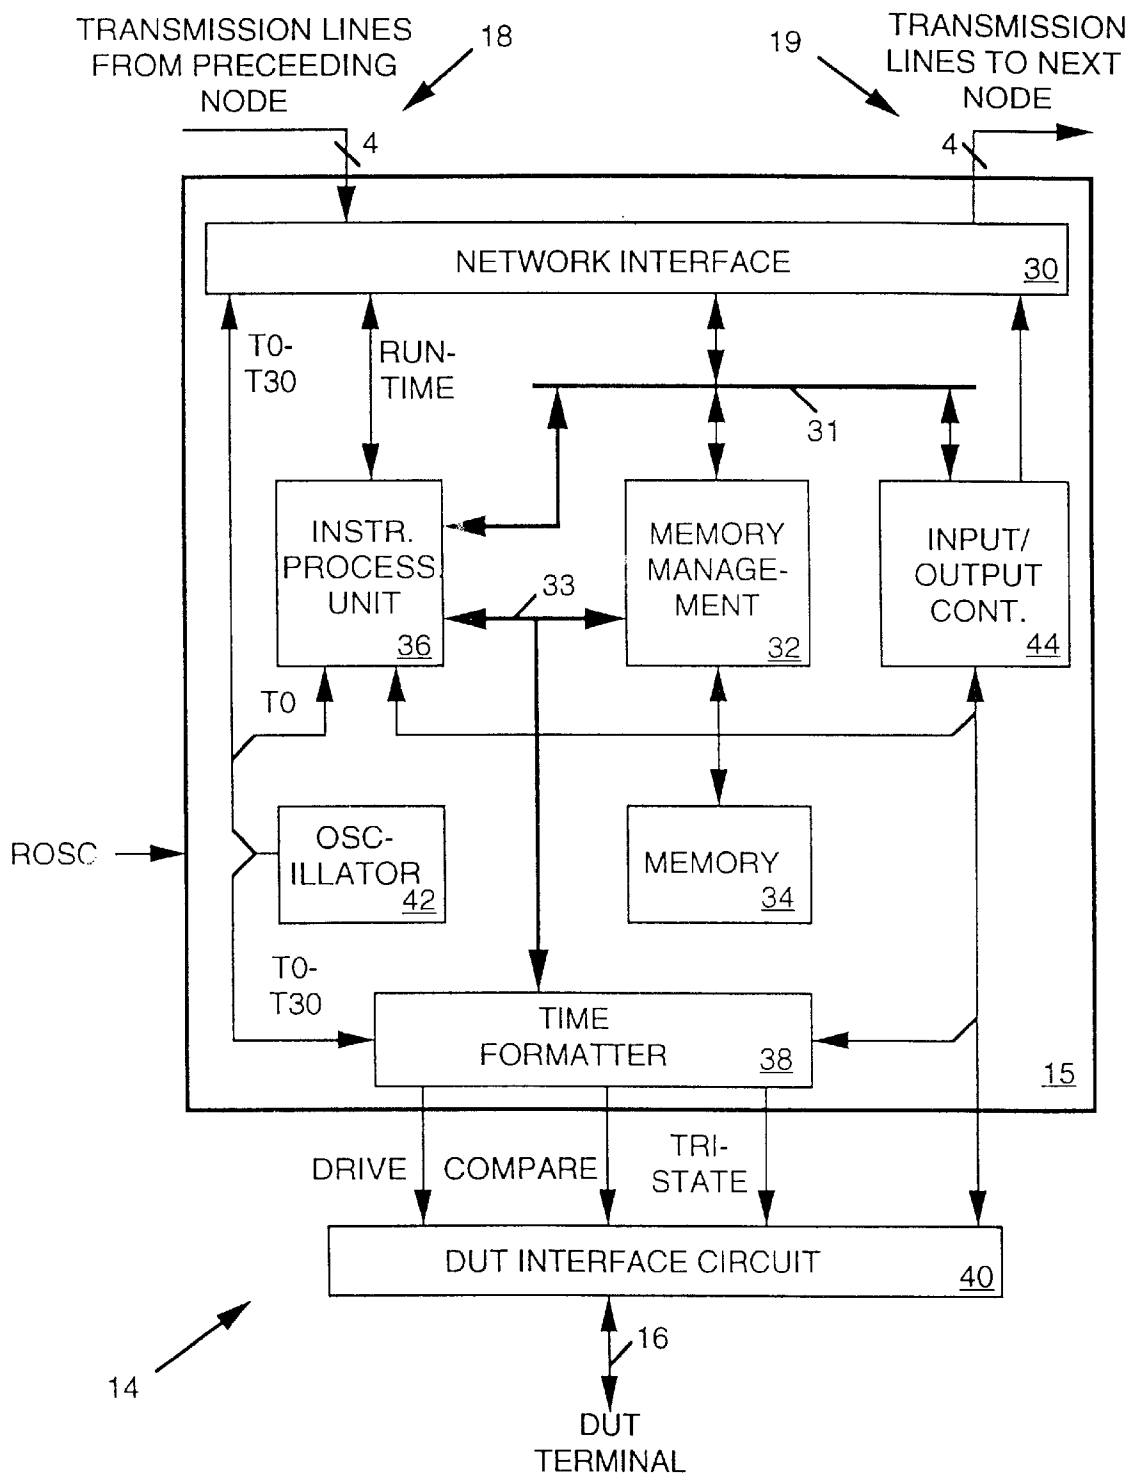 TRANSMISSION LINES
FROM PRECEEDING
NODE
18
19
TRANSMISSION
LINES TO NEXT
NODE
4
4
NETWORK INTERFACE
30
T0-
T30
RUN-
TIME
31
INSTR.
PROCESS.
UNIT
36
33
MEMORY
MANAGE-
MENT
32
INPUT/
OUTPUT
CONT.
44
T0
ROSC
OSC-
ILLATOR
42
MEMORY
34
T0-
T30
TIME
FORMATTER
38
15
DRIVE
COMPARE
TRI-
STATE
DUT INTERFACE CIRCUIT
40
14
16
DUT
TERMINAL